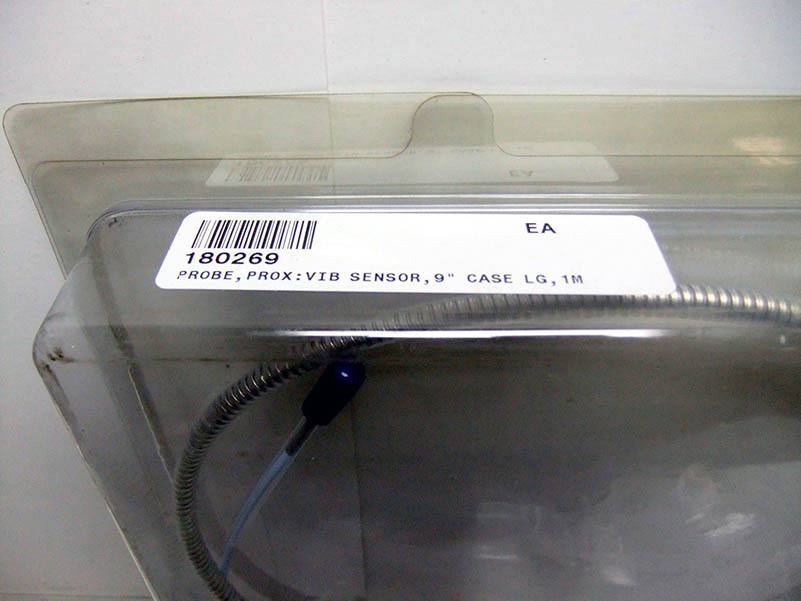 EA
180269
PROBE,PROX:VIB SENSOR,9" CASE LG,1M